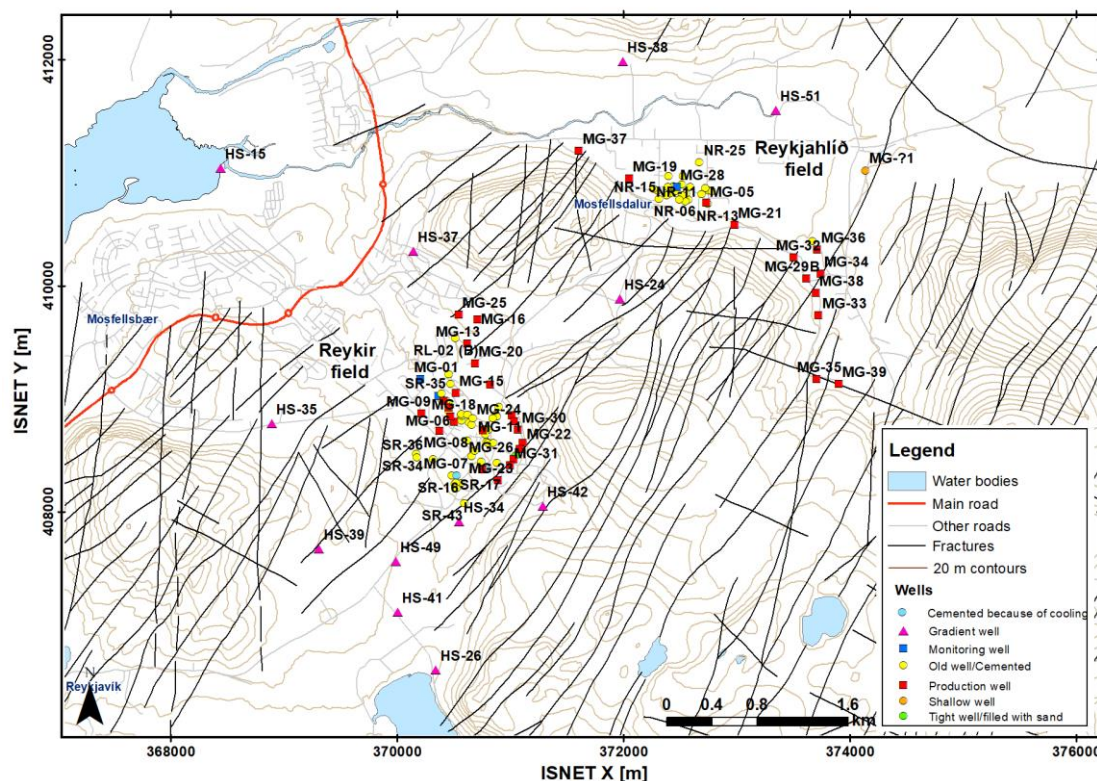 412000
HS-38
HS-51
HS-15
MG-37
NR-25
Reykjahlíð
field
MG-?1
MG-19
MG-28
NR-15
NR-11
MG-05
Mosfellsdalur
NR-06
NR-13
MG-21
HS-37
MG-36
MG-32
MG-34
MG-29B
MG-38
410000
HS-24
MG-33
MG-25
MG-16
Mosfellsbær
MG-13
Reykir
field
RL-02 (B)
MG-20
MG-01
MG-35
MG-39
SR-35
MG-15
MG-09
MG-18
MG-24
MG-30
HS-35
MG-06
MG-11
MG-22
SR-36
MG-08
MG-26
MG-31
SR-34
MG-07
MG-23
SR-16
SR-17
HS-34
HS-42
408000
SR-43
HS-39
HS-49
HS-41
HS-26
Reykjavík
N
0 0.4 0.8 1.6
km
Legend
Water bodies
Main road
Other roads
Fractures
20 m contours
Wells
Cemented because of cooling
Gradient well
Monitoring well
Old well/Cemented
Production well
Shallow well
Tight well/filled with sand
368000 370000 372000 374000 376000
ISNET X [m]
ISNET Y [m]